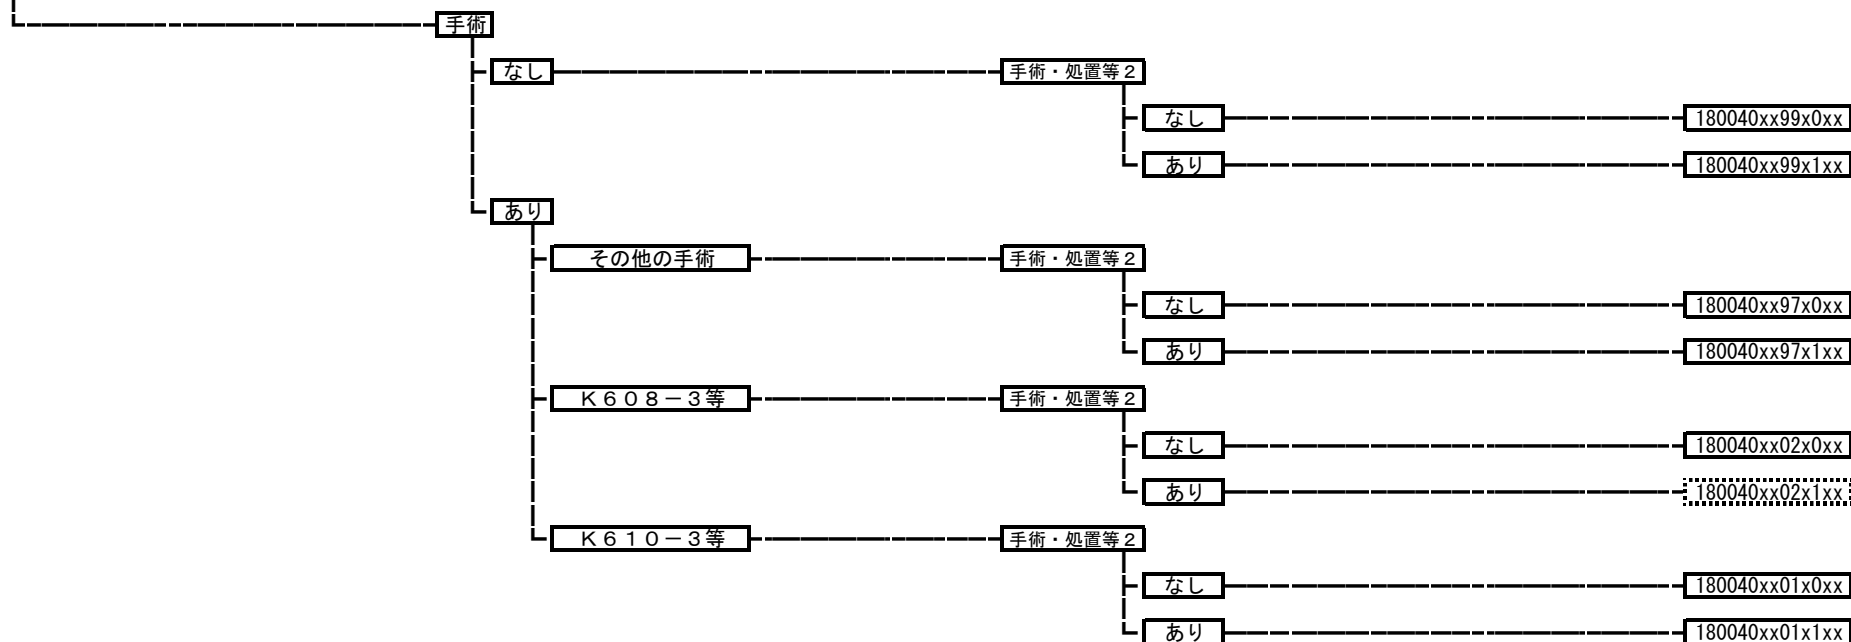 手術
なし 手術・処置等２
なし 180040xx99x0xx
あり 180040xx99x1xx
あり
その他の手術 手術・処置等２
なし 180040xx97x0xx
あり 180040xx97x1xx
Ｋ６０８－３等 手術・処置等２
なし 180040xx02x0xx
あり 180040xx02x1xx
Ｋ６１０－３等 手術・処置等２
なし 180040xx01x0xx
あり 180040xx01x1xx